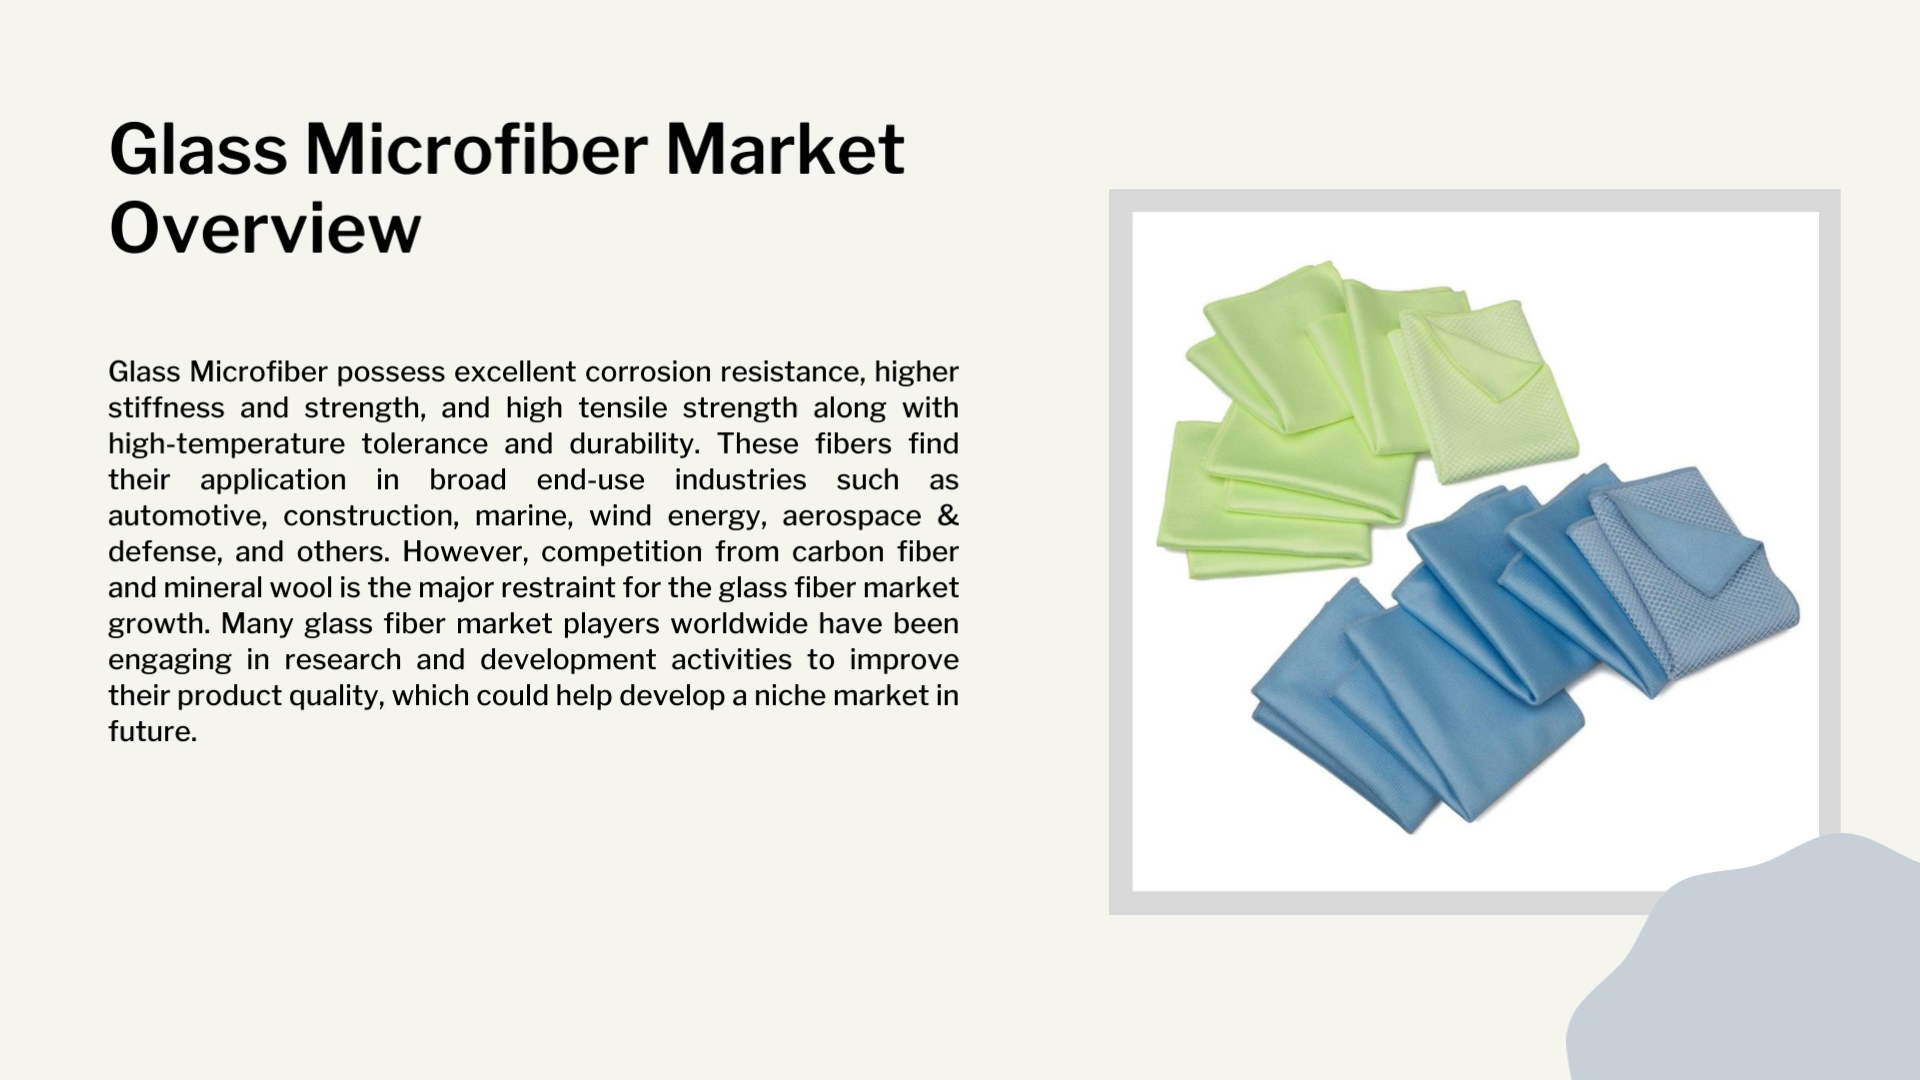 Glass Microfiber Market
Overview
Glass Microfiber possess excellent corrosion resistance, higher
stiffness and strength, and high tensile strength along with
high-temperature tolerance and durability. These fibers find
their application in broad end-use industries such as
automotive, construction, marine, wind energy, aerospace &
defense, and others. However, competition from carbon fiber
and mineral wool is the major restraint for the glass fiber market
growth. Many glass fiber market players worldwide have been
engaging in research and development activities to improve
their product quality, which could help develop a niche market in
future.